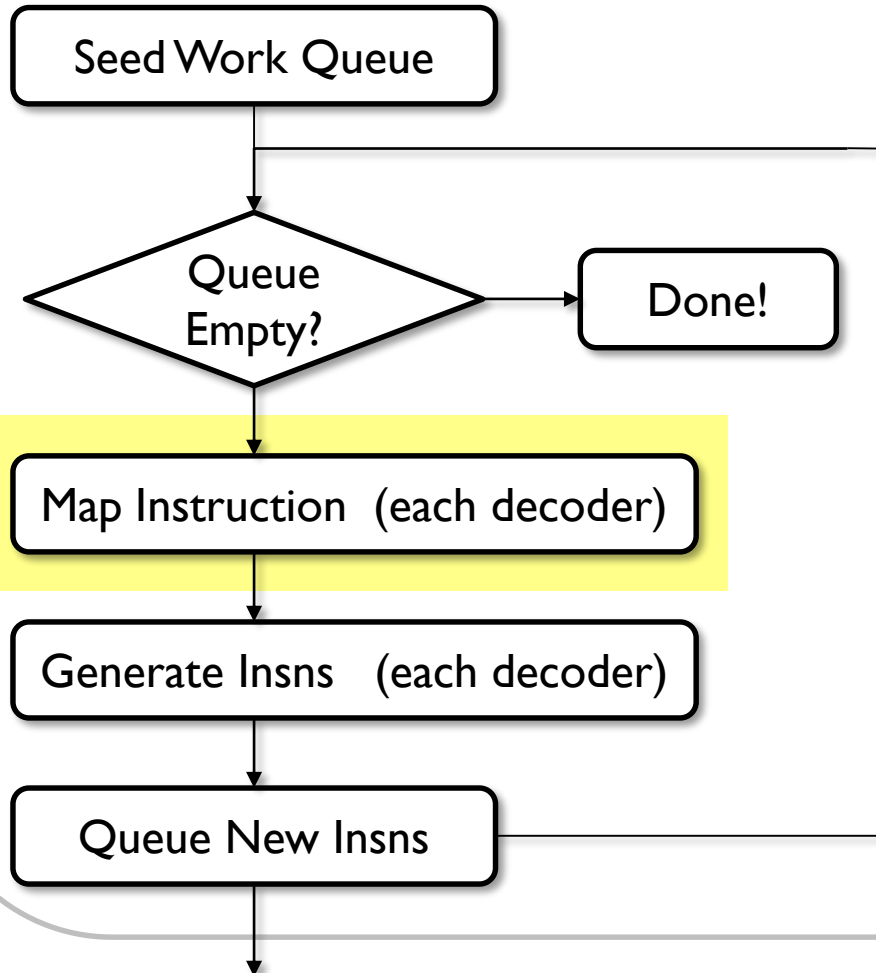 Seed Work Queue
Queue
Empty?
Done!
Map Instruction (each decoder)
Generate Insns (each decoder)
Queue New Insns